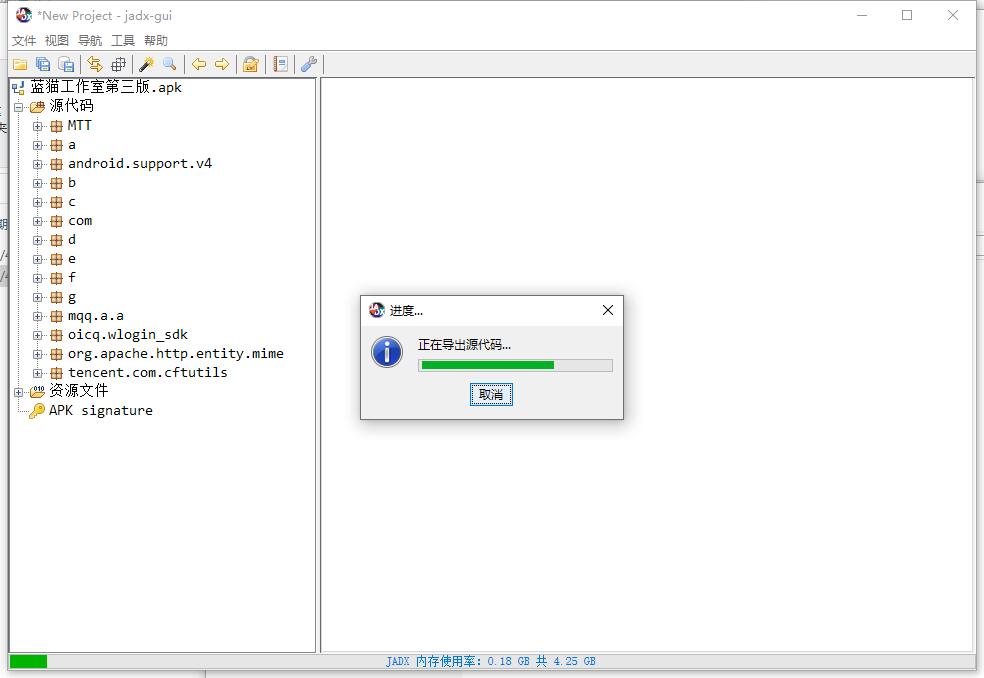 *New Project - jadx-gui
文件 视图 导航 工具 帮助
蓝猫工作室第三版.apk
源代码
MTT
a
android.support.v4
b
c
com
d
e
f
g
mqq.a.a
oicq.wlogin_sdk
org.apache.http.entity.mime
tencent.com.cftutils
资源文件
APK signature
进度...
正在导出源代码...
取消
JADX 内存使用率: 0.18 GB 共 4.25 GB